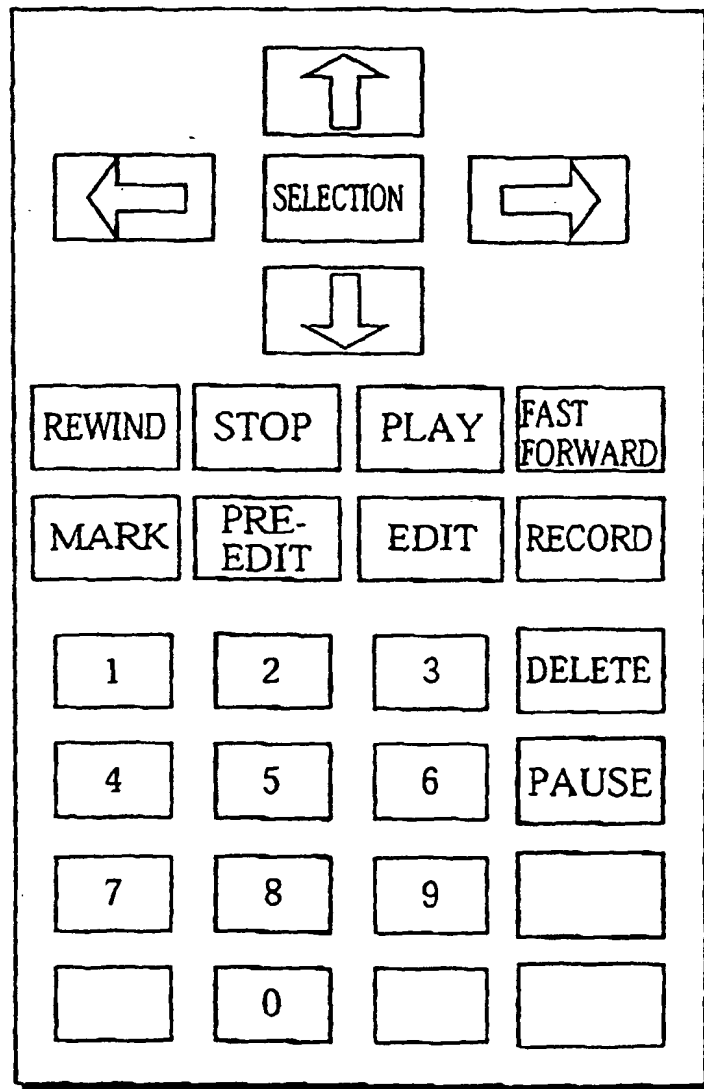 SELECTION
REWIND
STOP
PLAY
FAST
FORWARD
MARK
PRE-
EDIT
EDIT
RECORD
1
2
3
DELETE
4
5
6
PAUSE
7
8
9
0